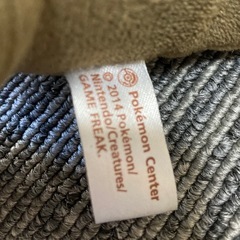 Pokémon Center
© 2014 Pokémon/
Nintendo/Creatures/
GAME FREAK.